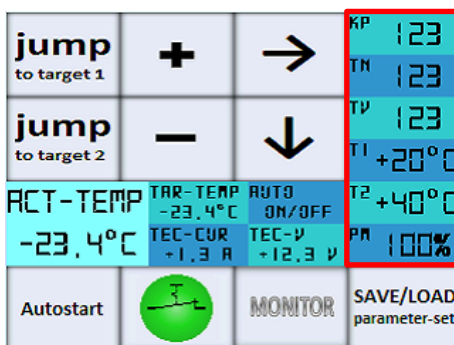 jump
to target 1
+
→
KP 123
TN 123
jump
to target 2
−
↓
TV 123
T1 +20°C
ACT-TEMP
-23.4°C
TAR-TEMP
-23.4°C
AUTO
ON/OFF
T2 +40°C
TEC-CUR
+1.3 A
TEC-V
+12.3 V
PM 100%
Autostart
MONITOR
SAVE/LOAD
parameter-set